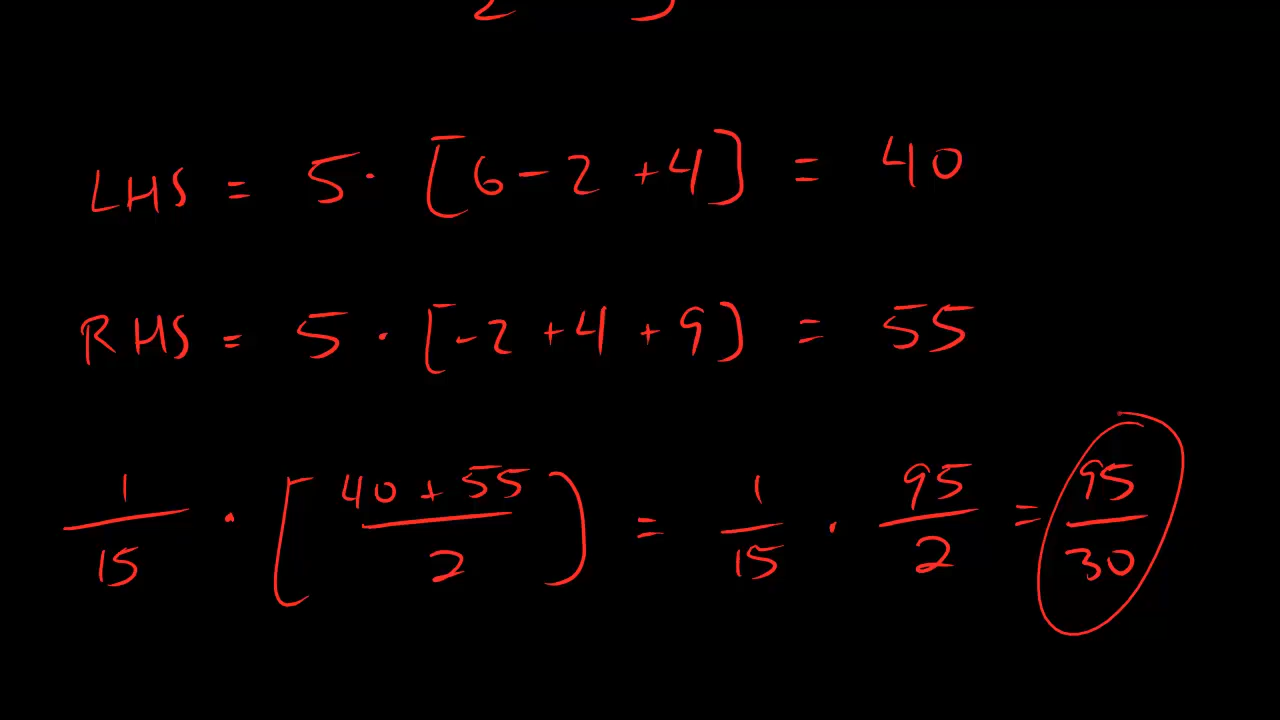 LHS = 5 · [6 - 2 + 4] = 40
RHS = 5 · [-2 + 4 + 9] = 55
1/15 · [40 + 55 / 2] = 1/15 · 95/2 = 95/30